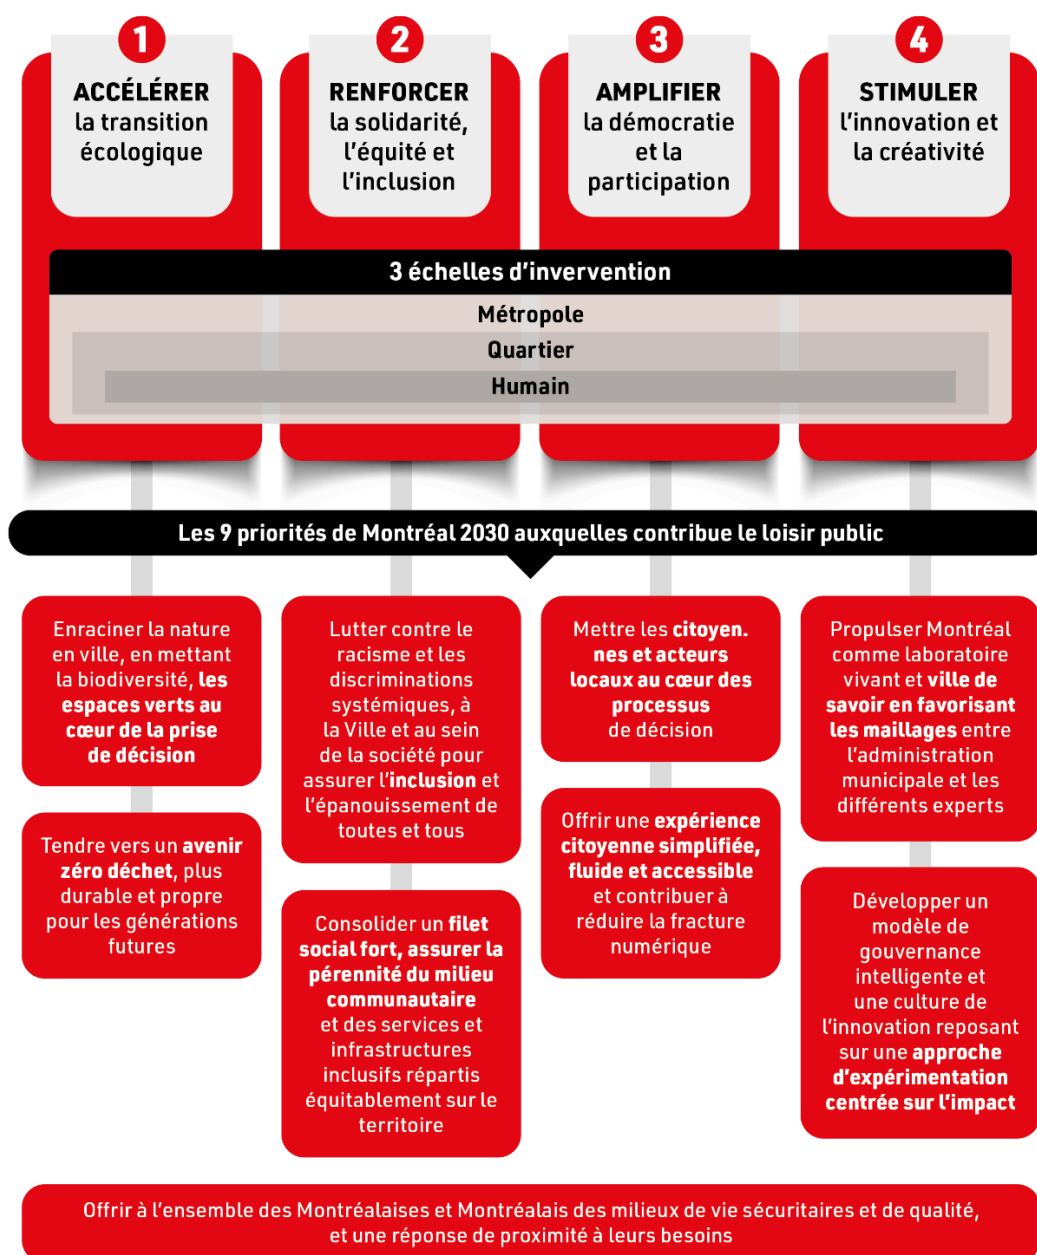 1
ACCÉLÉRER
la transition
écologique
2
RENFORCER
la solidarité,
l'équité et
l'inclusion
3
AMPLIFIER
la démocratie
et la
participation
4
STIMULER
l'innovation et
la créativité
3 échelles d'invervention
Métropole
Quartier
Humain
Les 9 priorités de Montréal 2030 auxquelles contribue le loisir public
Enraciner la nature
en ville, en mettant
la biodiversité, les
espaces verts au
cœur de la prise
de décision
Tendre vers un avenir
zéro déchet, plus
durable et propre
pour les générations
futures
Lutter contre le
racisme et les
discriminations
systémiques, à
la Ville et au sein
de la société pour
assurer l'inclusion et
l'épanouissement de
toutes et tous
Consolider un filet
social fort, assurer la
pérennité du milieu
communautaire
et des services et
infrastructures
inclusifs répartis
équitablement sur le
territoire
Mettre les citoyen.
nes et acteurs
locaux au cœur des
processus
de décision
Offrir une expérience
citoyenne simplifiée,
fluide et accessible
et contribuer à
réduire la fracture
numérique
Propulser Montréal
comme laboratoire
vivant et ville de
savoir en favorisant
les maillages entre
l'administration
municipale et les
différents experts
Développer un
modèle de
gouvernance
intelligente et
une culture de
l'innovation reposant
sur une approche
d'expérimentation
centrée sur l'impact
Offrir à l'ensemble des Montréalaises et Montréalais des milieux de vie sécuritaires et de qualité,
et une réponse de proximité à leurs besoins